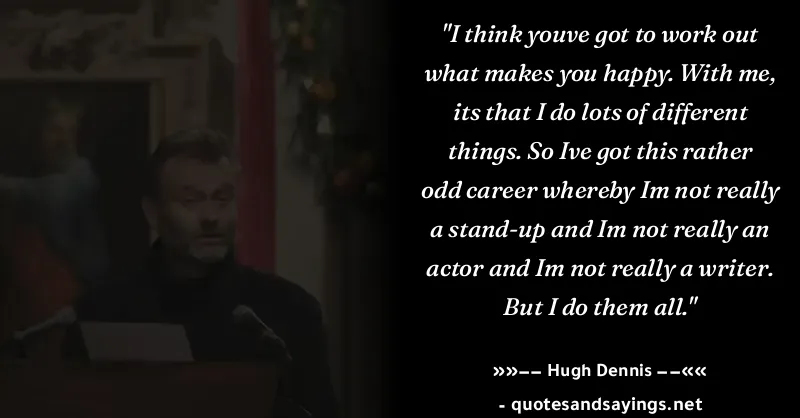 "I think youve got to work out
what makes you happy. With me,
its that I do lots of different
things. So Ive got this rather
odd career whereby Im not really
a stand-up and Im not really an
actor and Im not really a writer.
But I do them all."
»»–– Hugh Dennis ––««
- quotesandsayings.net